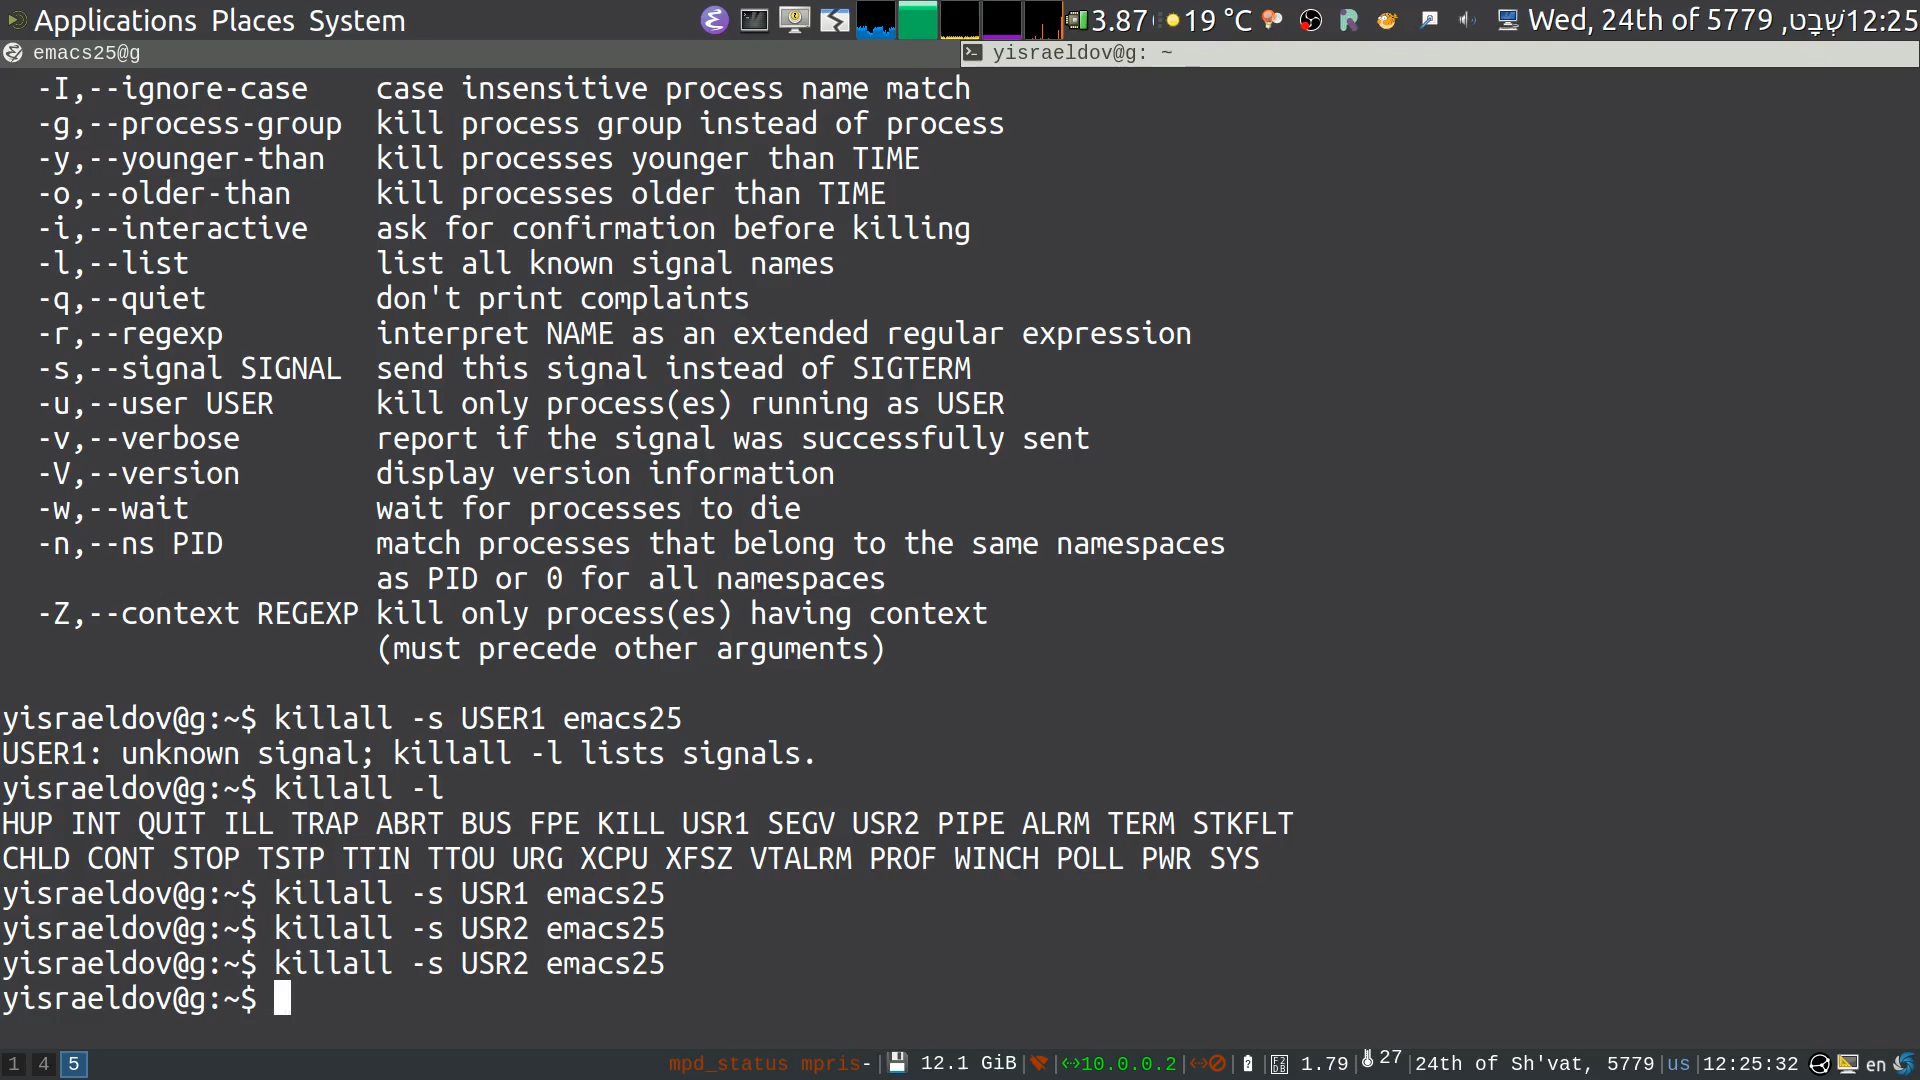 Applications Places System 3.87 19 °C Wed, 24th of שְׁבָט, 5779 12:25
emacs25@g yisraeldov@g: ~
-I,--ignore-case case insensitive process name match
-g,--process-group kill process group instead of process
-y,--younger-than kill processes younger than TIME
-o,--older-than kill processes older than TIME
-i,--interactive ask for confirmation before killing
-l,--list list all known signal names
-q,--quiet don't print complaints
-r,--regexp interpret NAME as an extended regular expression
-s,--signal SIGNAL send this signal instead of SIGTERM
-u,--user USER kill only process(es) running as USER
-v,--verbose report if the signal was successfully sent
-V,--version display version information
-w,--wait wait for processes to die
-n,--ns PID match processes that belong to the same namespaces
as PID or 0 for all namespaces
-Z,--context REGEXP kill only process(es) having context
(must precede other arguments)
yisraeldov@g:~$ killall -s USER1 emacs25
USER1: unknown signal; killall -l lists signals.
yisraeldov@g:~$ killall -l
HUP INT QUIT ILL TRAP ABRT BUS FPE KILL USR1 SEGV USR2 PIPE ALRM TERM STKFLT
CHLD CONT STOP TSTP TTIN TTOU URG XCPU XFSZ VTALRM PROF WINCH POLL PWR SYS
yisraeldov@g:~$ killall -s USR1 emacs25
yisraeldov@g:~$ killall -s USR2 emacs25
yisraeldov@g:~$ killall -s USR2 emacs25
yisraeldov@g:~$
1 4 5 mpd_status mpris- 12.1 GiB| |10.0.0.2| | | 1.79| 27 |24th of Sh'vat, 5779|us|12:25:32 en